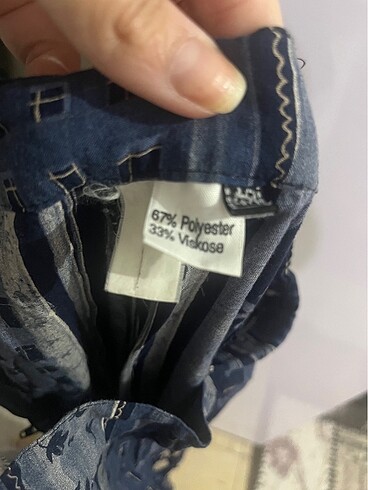 67% Polyester
33% Viskose